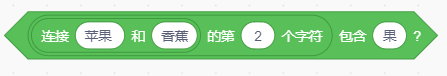 连接 苹果 和 香蕉 的第 2 个字符 包含 果 ?